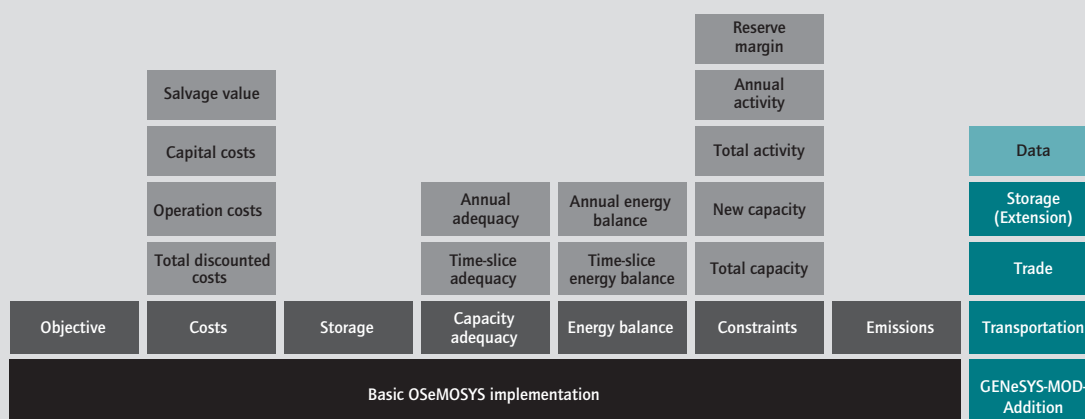 Reserve
margin
Salvage value
Annual
activity
Capital costs
Total activity
Data
Operation costs
Annual
adequacy
Annual energy
balance
New capacity
Storage
(Extension)
Total discounted
costs
Time-slice
adequacy
Time-slice
energy balance
Total capacity
Trade
Objective
Costs
Storage
Capacity
adequacy
Energy balance
Constraints
Emissions
Transportation
Basic OSeMOSYS implementation
GENeSYS-MOD-
Addition